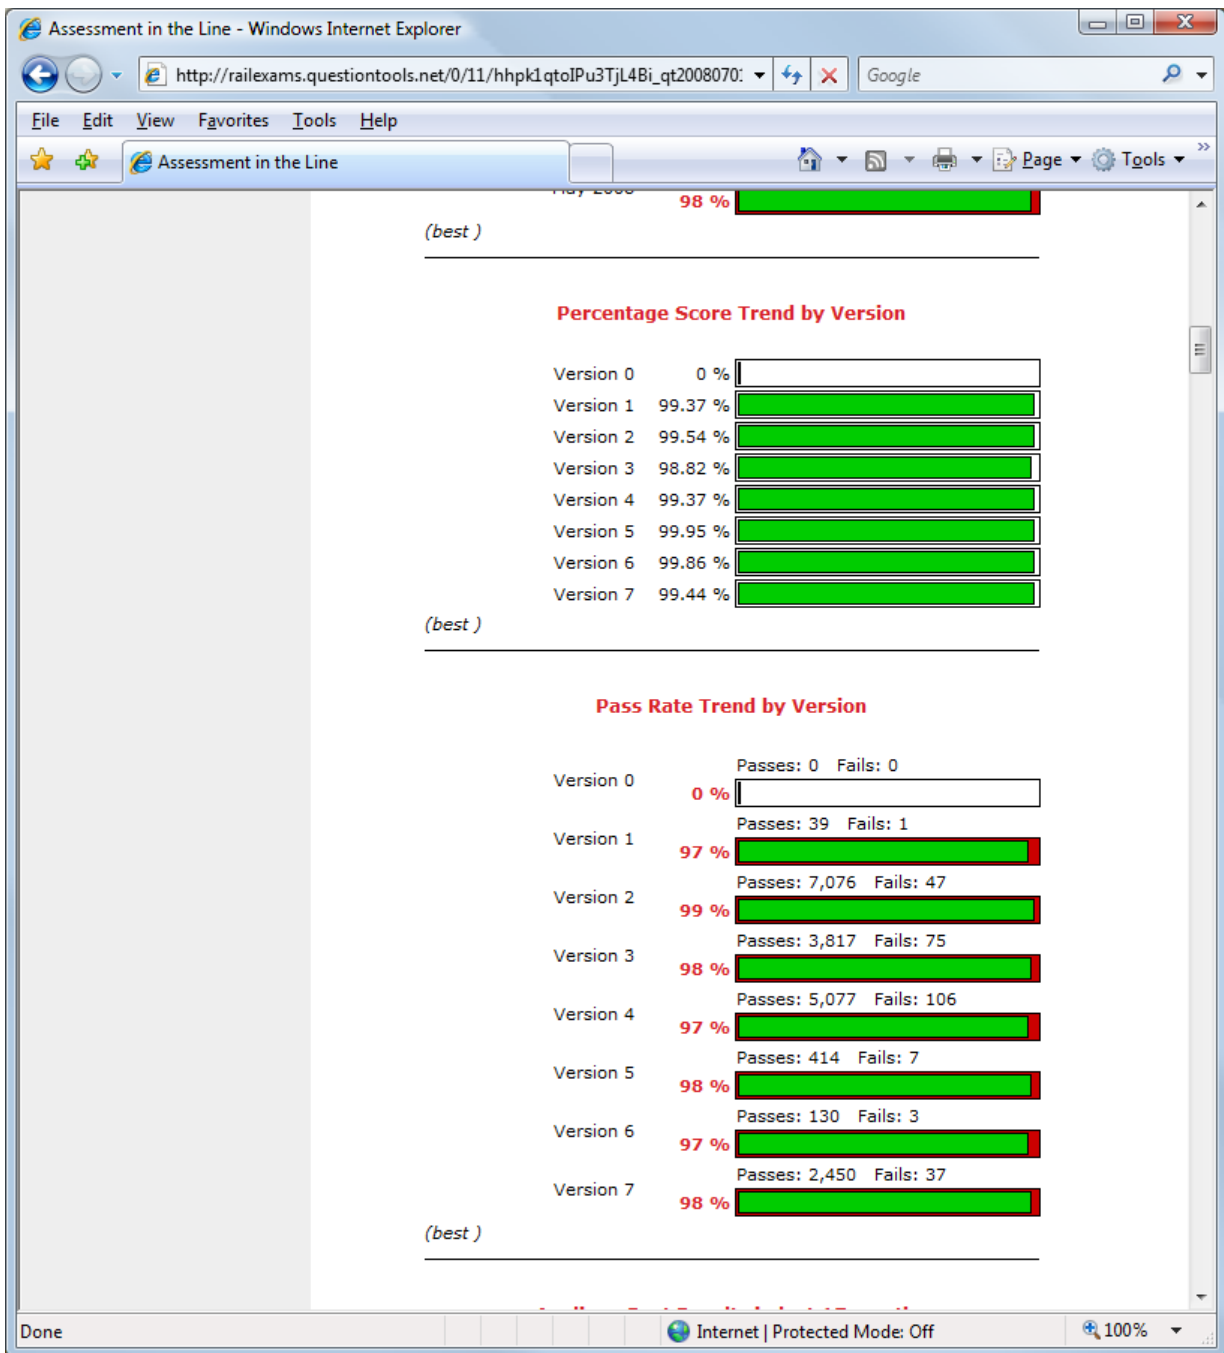 Assessment in the Line - Windows Internet Explorer
http://railexams.questiontools.net/0/11/hhpk1qtoIPu3TjL4Bi_qt2008070 Google
File Edit View Favorites Tools Help
Assessment in the Line Page Tools
98 %
(best )
Percentage Score Trend by Version
Version 0 0 %
Version 1 99.37 %
Version 2 99.54 %
Version 3 98.82 %
Version 4 99.37 %
Version 5 99.95 %
Version 6 99.86 %
Version 7 99.44 %
(best )
Pass Rate Trend by Version
Passes: 0 Fails: 0
Version 0
0 %
Passes: 39 Fails: 1
Version 1
97 %
Passes: 7,076 Fails: 47
Version 2
99 %
Passes: 3,817 Fails: 75
Version 3
98 %
Passes: 5,077 Fails: 106
Version 4
97 %
Passes: 414 Fails: 7
Version 5
98 %
Passes: 130 Fails: 3
Version 6
97 %
Passes: 2,450 Fails: 37
Version 7
98 %
(best )
Done Internet | Protected Mode: Off 100%